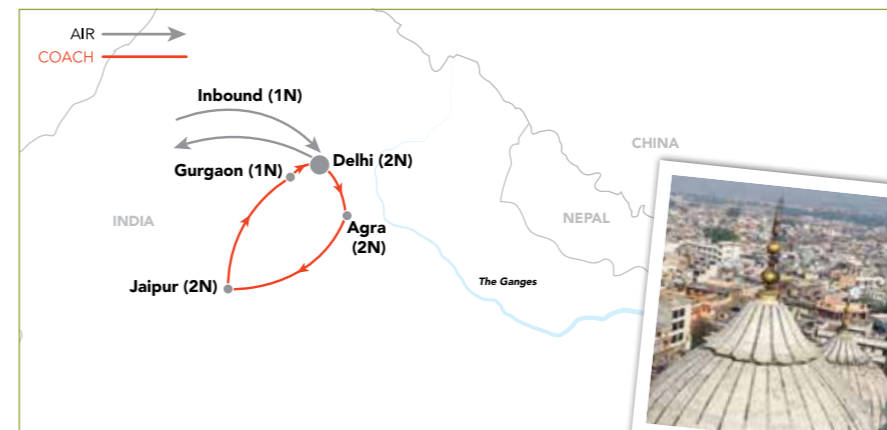 AIR
COACH
Inbound (1N)
Delhi (2N)
Gurgaon (1N)
CHINA
INDIA
NEPAL
Agra
(2N)
Jaipur (2N)
The Ganges